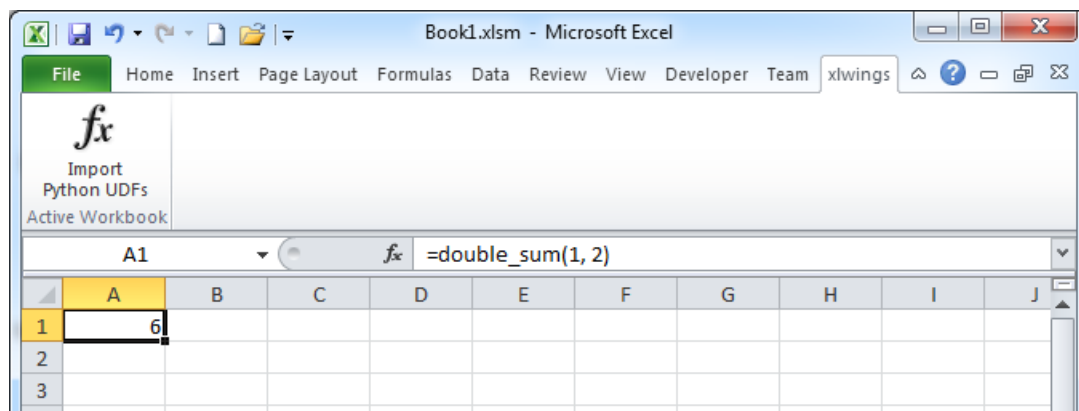 Book1.xlsm - Microsoft Excel
File Home Insert Page Layout Formulas Data Review View Developer Team xlwings
fx
Import
Python UDFs
Active Workbook
A1 fx =double_sum(1, 2)
A B C D E F G H I J
1 6
2
3